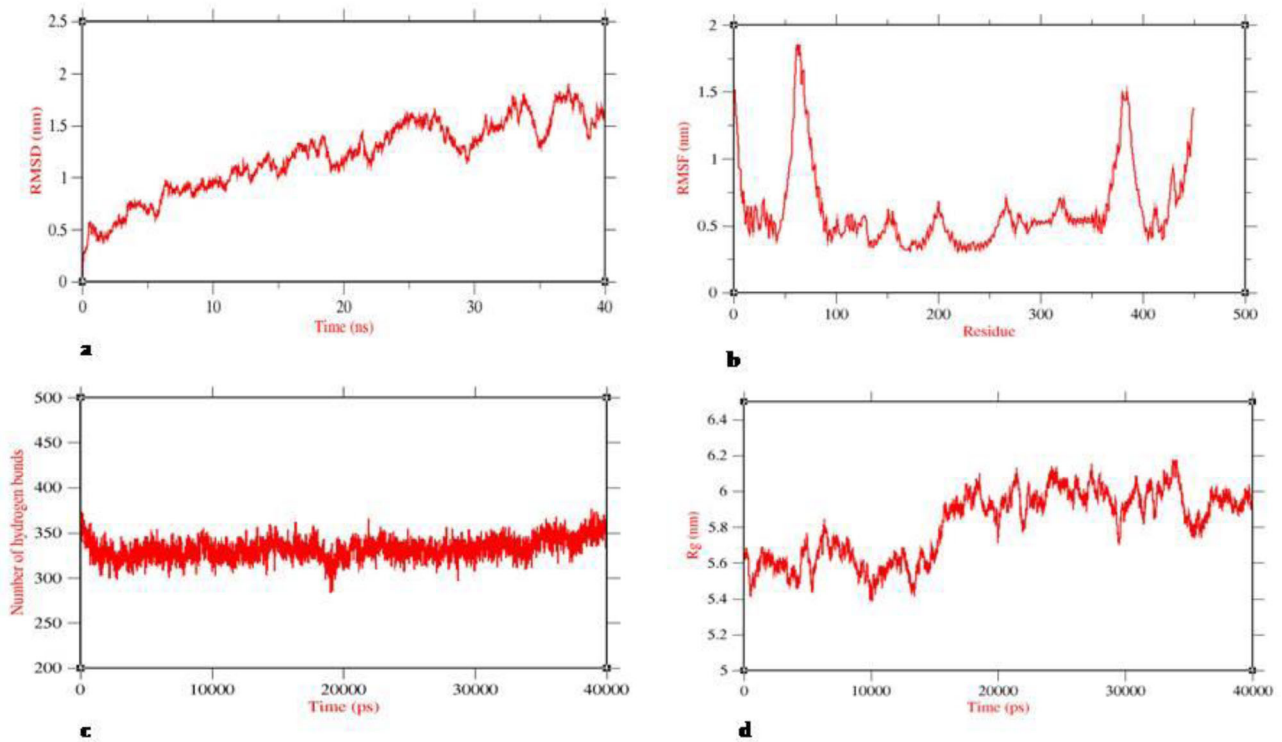 2.5
2
1.5
1
0.5
0
RMSD (nm)
0 10 20 30 40
Time (ns)
a
2
1.5
1
0.5
0
RMSF (nm)
0 100 200 300 400 500
Residue
b
500
450
400
350
300
250
200
Number of hydrogen bonds
0 10000 20000 30000 40000
Time (ps)
c
6.4
6.2
6
5.8
5.6
5.4
5.2
5
Rg (nm)
0 10000 20000 30000 40000
Time (ps)
d